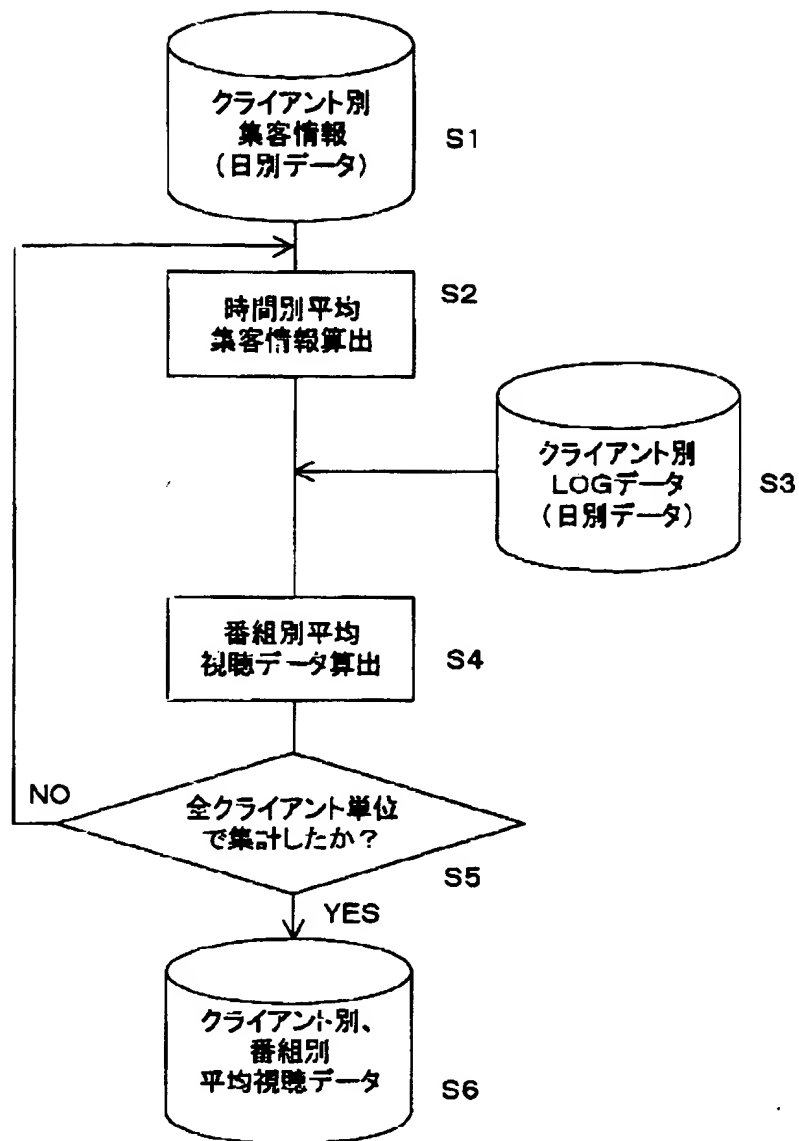 クライアント別
集客情報
(日別データ)
S1
時間別平均
集客情報算出
S2
クライアント別
LOGデータ
(日別データ)
S3
番組別平均
視聴データ算出
S4
NO
全クライアント単位
で集計したか？
S5
YES
クライアント別、
番組別
平均視聴データ
S6